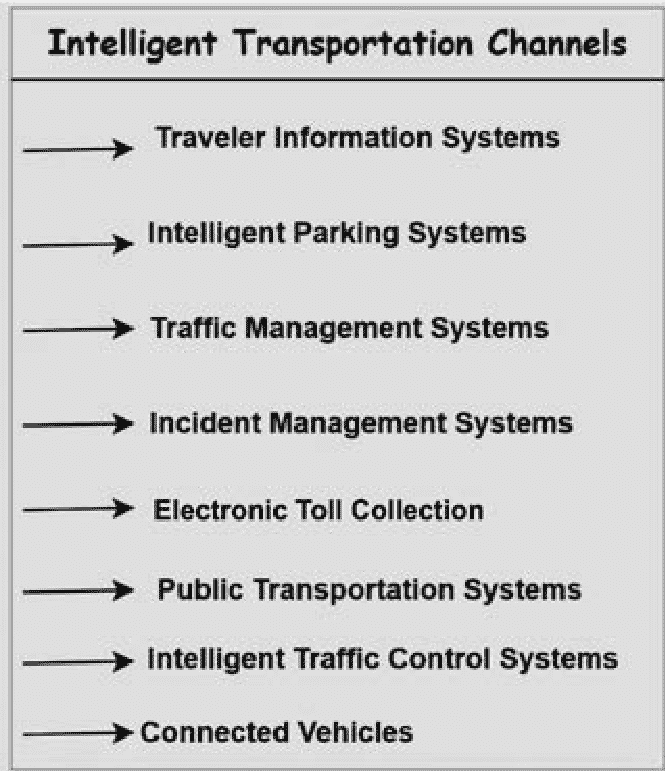 Intelligent Transportation Channels
Traveler Information Systems
Intelligent Parking Systems
Traffic Management Systems
Incident Management Systems
Electronic Toll Collection
Public Transportation Systems
Intelligent Traffic Control Systems
Connected Vehicles